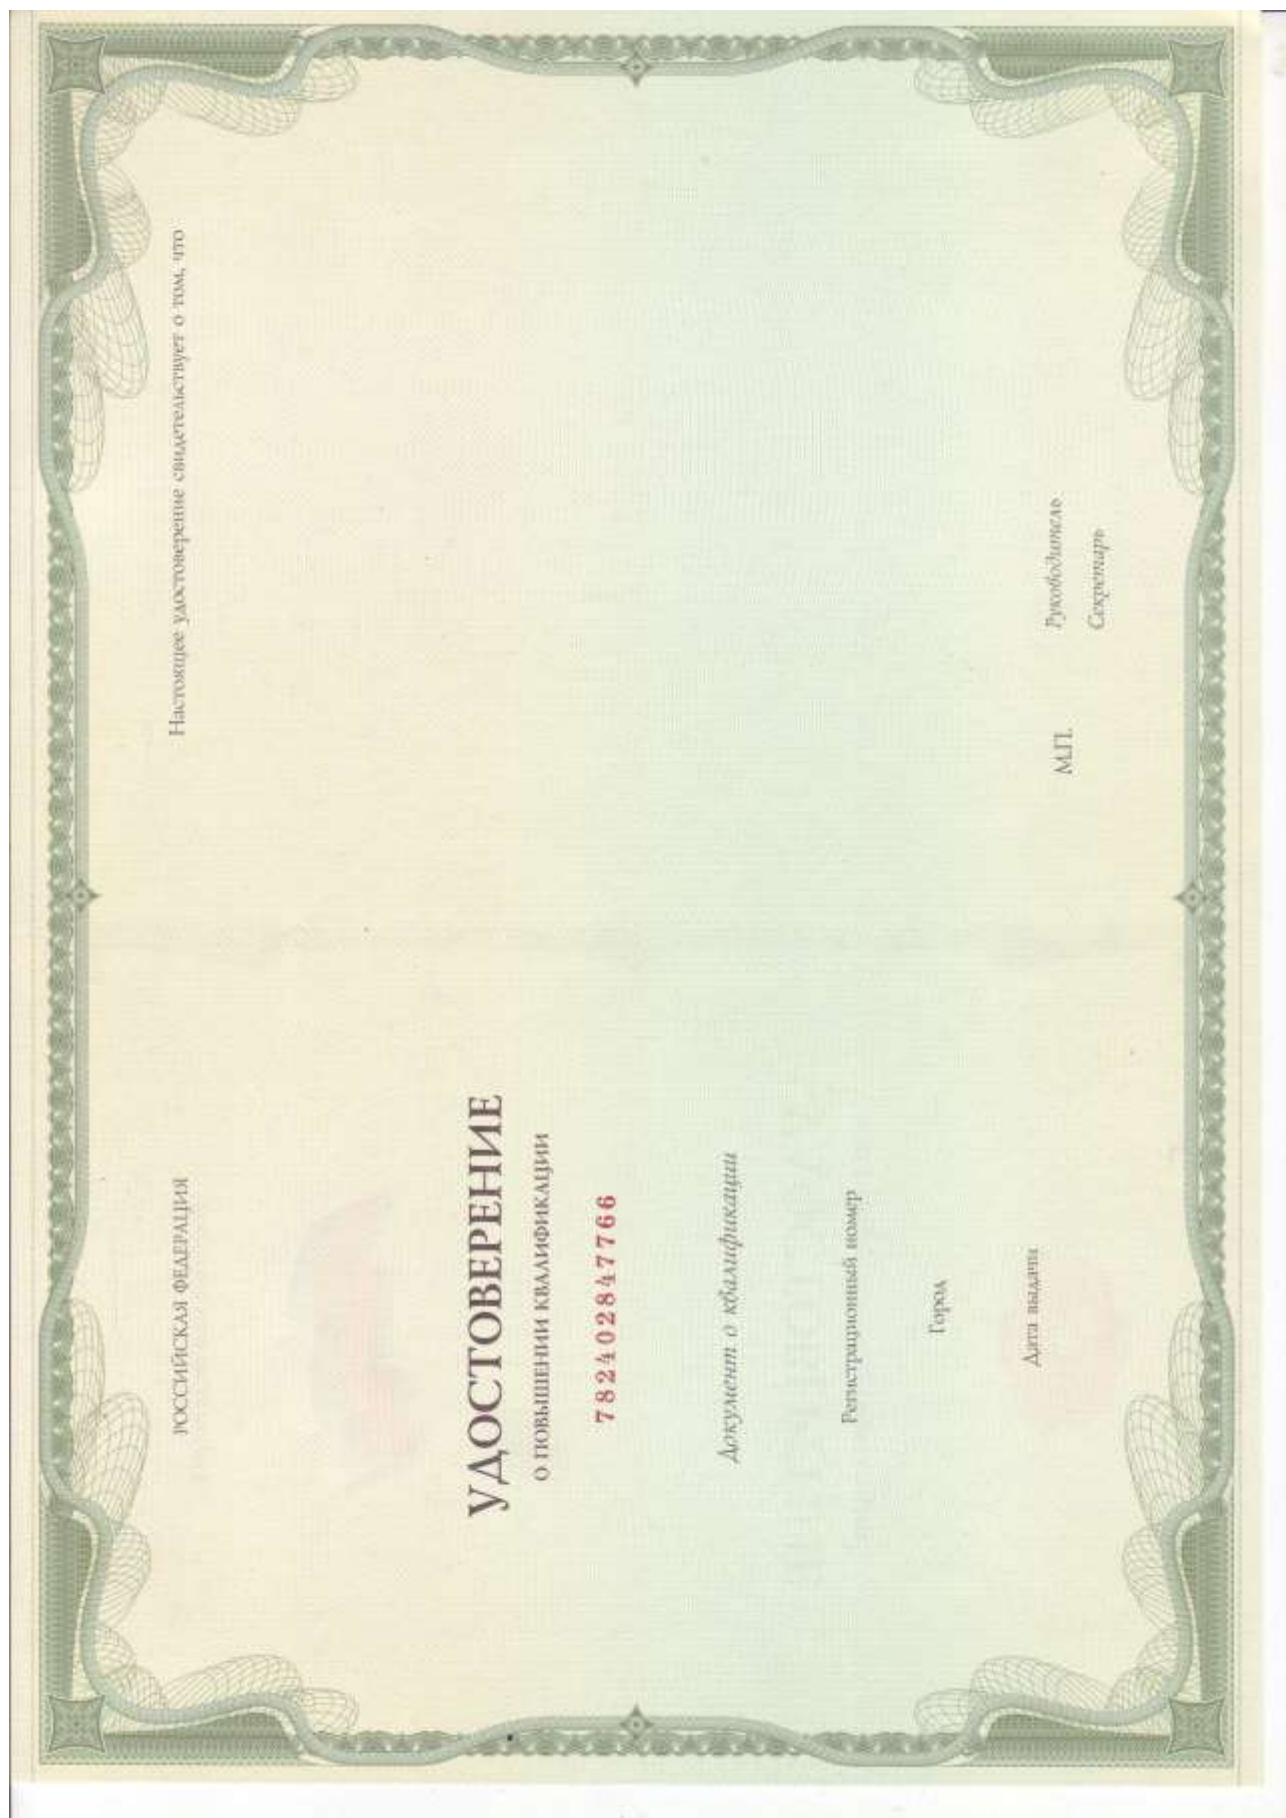 РОССИЙСКАЯ ФЕДЕРАЦИЯ
УДОСТОВЕРЕНИЕ
О ПОВЫШЕНИИ КВАЛИФИКАЦИИ
782402847766
Документ о квалификации
Регистрационный номер
Город
Дата выдачи
Настоящее удостоверение свидетельствует о том, что
М.П.
Руководитель
Секретарь